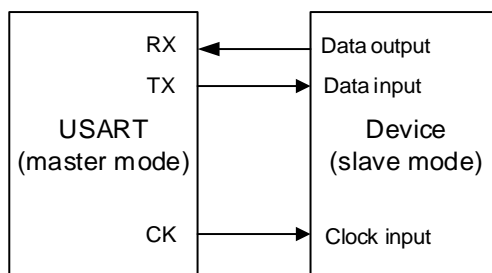 RX
Data output
TX
Data input
USART
(master mode)
Device
(slave mode)
CK
Clock input